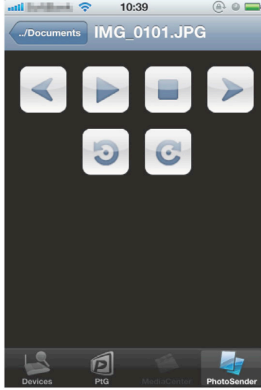 10:39
../Documents
IMG_0101.JPG
Devices
PtG
MediaCenter
PhotoSender